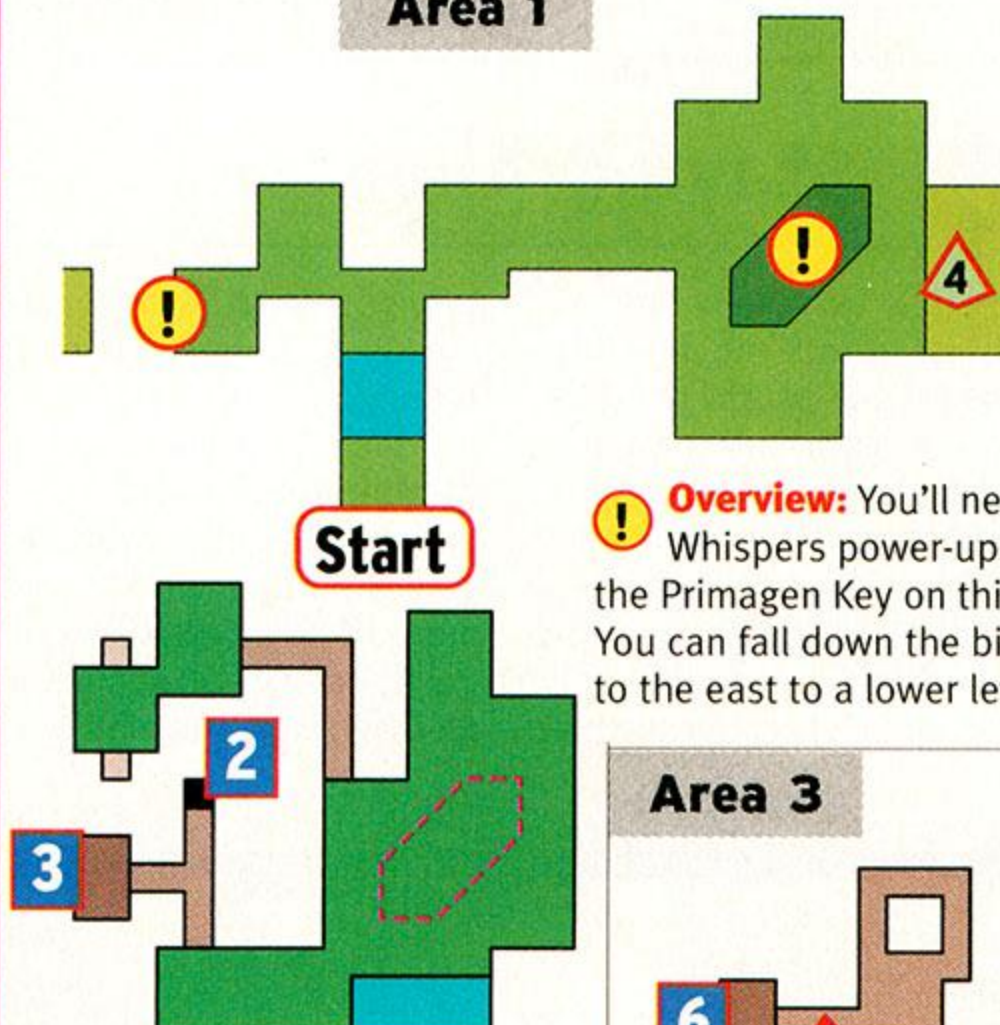 Area 1
!
!
4
Start
! Overview: You'll ne
Whispers power-up
the Primagen Key on thi
You can fall down the bi
to the east to a lower le
2
3
Area 3
6